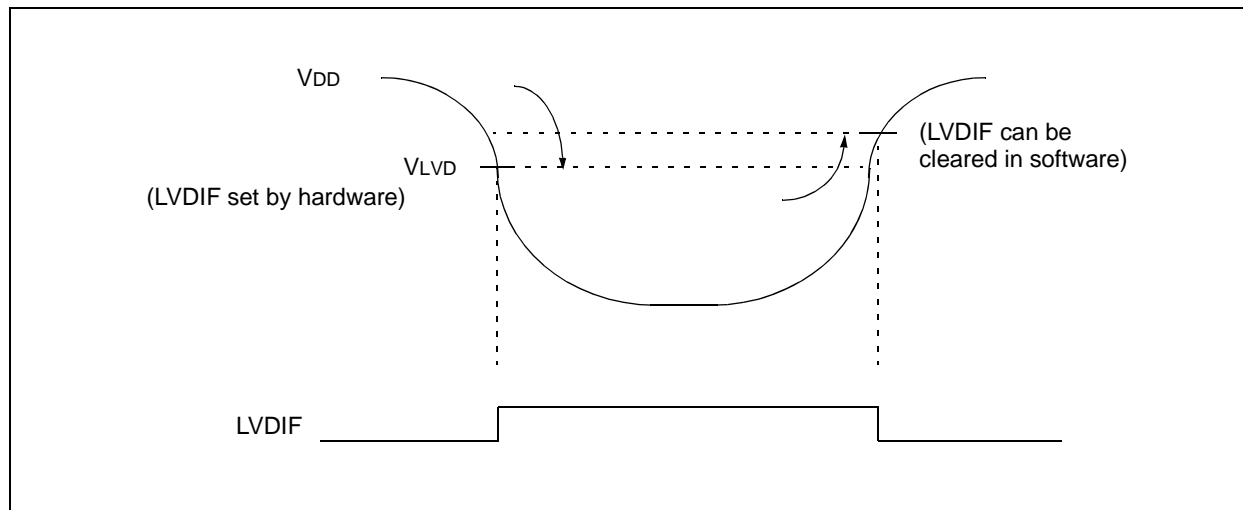 VDD
(LVDIF can be
cleared in software)
VLVD
(LVDIF set by hardware)
LVDIF